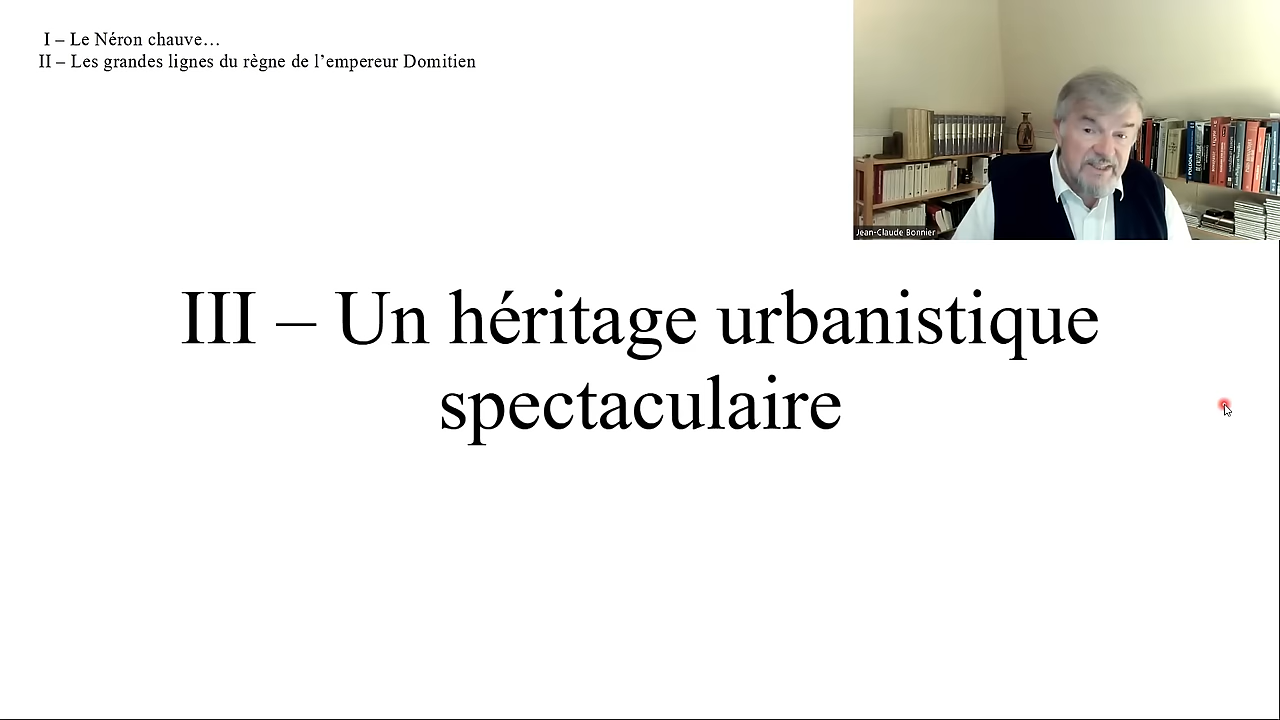 I – Le Néron chauve…
II – Les grandes lignes du règne de l’empereur Domitien
Jean-Claude Bonnier
III – Un héritage urbanistique
spectaculaire